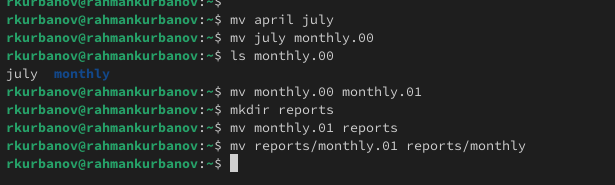 rkurbanov@rahmankurbanov:~$
rkurbanov@rahmankurbanov:~$ mv april july
rkurbanov@rahmankurbanov:~$ mv july monthly.00
rkurbanov@rahmankurbanov:~$ ls monthly.00
july  monthly
rkurbanov@rahmankurbanov:~$ mv monthly.00 monthly.01
rkurbanov@rahmankurbanov:~$ mkdir reports
rkurbanov@rahmankurbanov:~$ mv monthly.01 reports
rkurbanov@rahmankurbanov:~$ mv reports/monthly.01 reports/monthly
rkurbanov@rahmankurbanov:~$